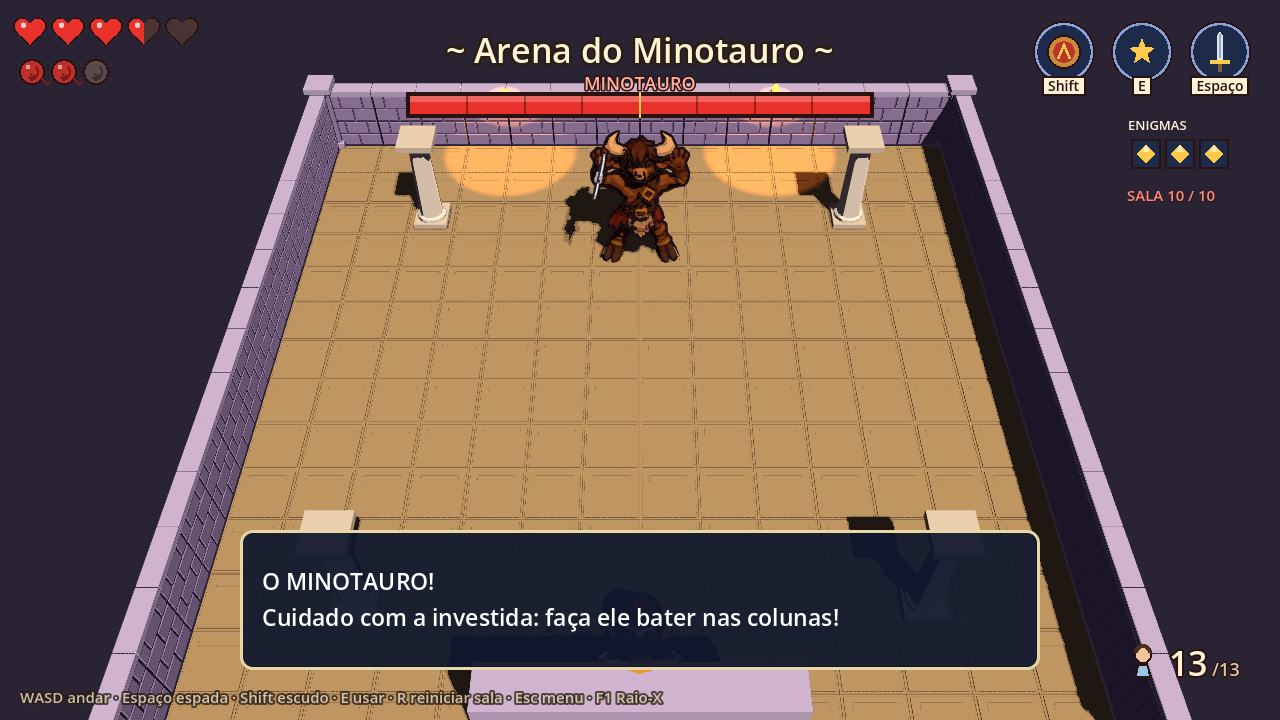 ~ Arena do Minotauro ~
MINOTAURO
Shift
E
Espaço
ENIGMAS
SALA 10 / 10
O MINOTAURO!
Cuidado com a investida: faça ele bater nas colunas!
13 /13
WASD andar · Espaço espada · Shift escudo · E usar · R reiniciar sala · Esc menu · F1 Raio-X